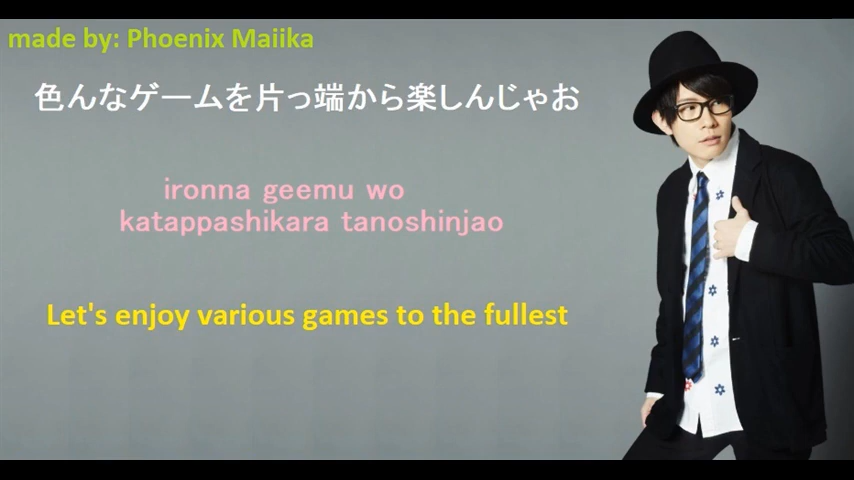 made by: Phoenix Maiika
色んなゲームを片っ端から楽しんじゃお
ironna geemu wo
katappashikara tanoshinjao
Let's enjoy various games to the fullest